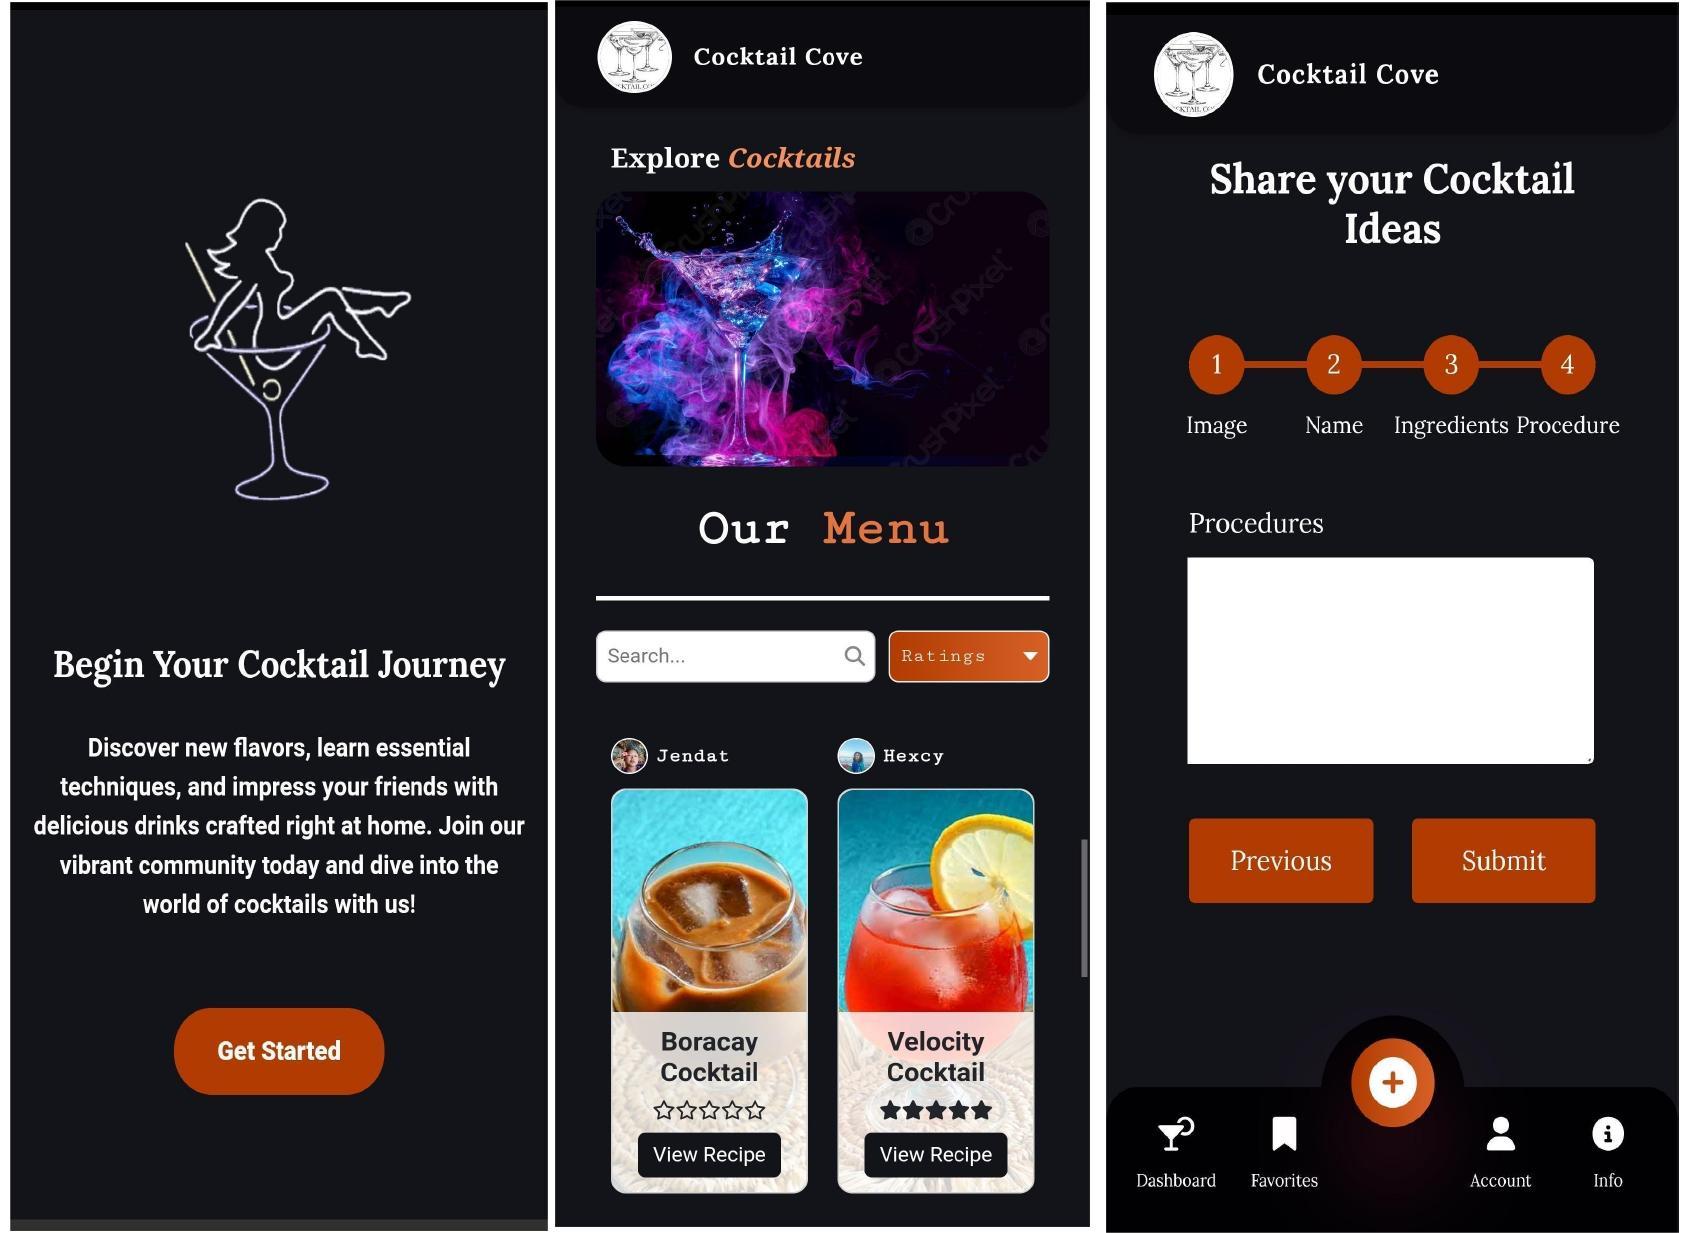 Begin Your Cocktail Journey
Discover new flavors, learn essential
techniques, and impress your friends with
delicious drinks crafted right at home. Join our
vibrant community today and dive into the
world of cocktails with us!
Get Started
Cocktail Cove
Explore Cocktails
CrushPixel
Our Menu
Search...
Ratings
Jendat
Hexcy
Boracay
Cocktail
View Recipe
Velocity
Cocktail
View Recipe
Cocktail Cove
Share your Cocktail
Ideas
1 2 3 4
Image Name Ingredients Procedure
Procedures
Previous
Submit
Dashboard Favorites Account Info